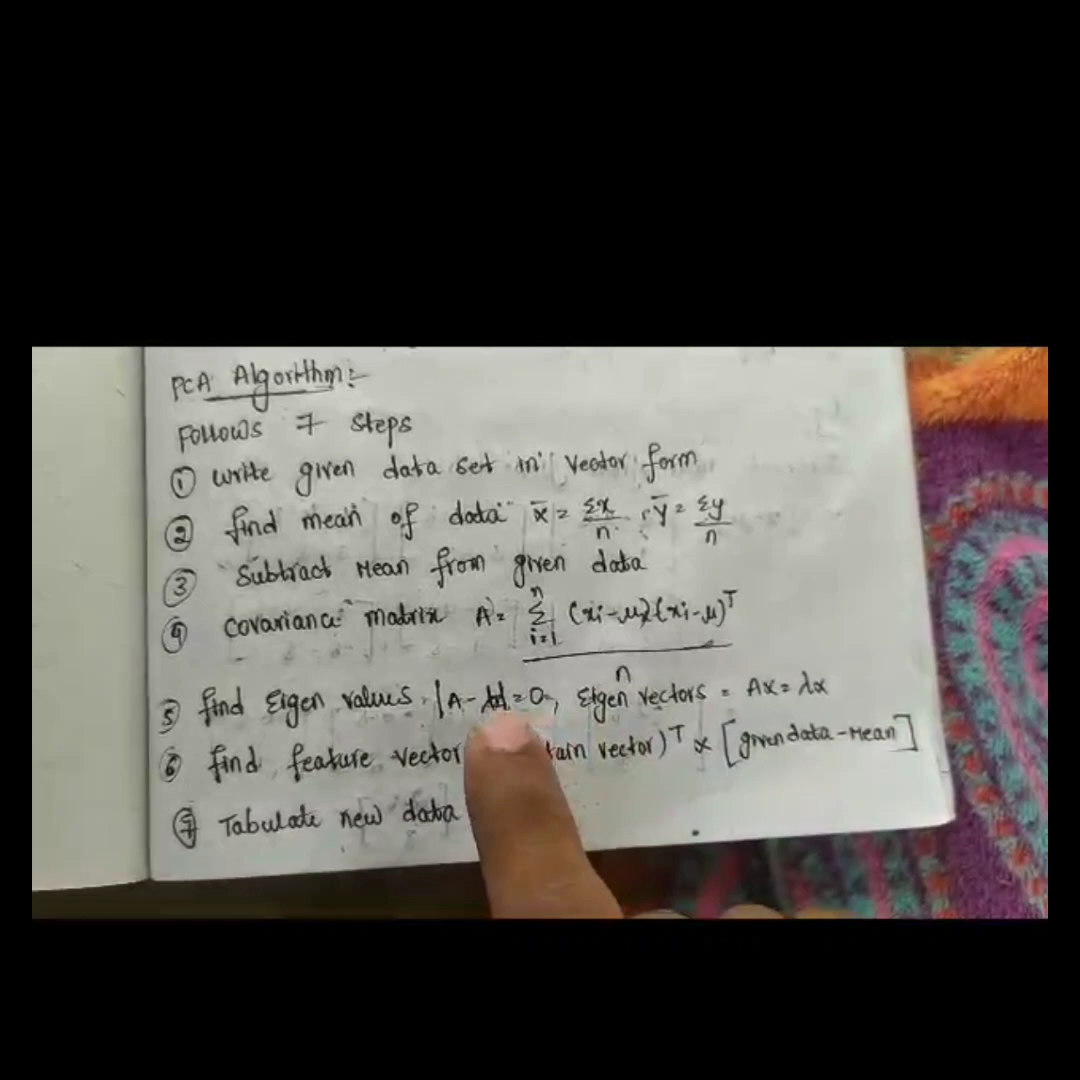 PCA Algorithm:-
Follows 7 steps
① write given data set in vector form
② find mean of data x̄ = Σx/n , ȳ = Σy/n
③ Subtract Mean from given data
④ covariance matrix A = Σ i=1 n (xi-μ)(xi-μ)ᵀ / n
⑤ find Eigen values |A-λI|=0, Eigen vectors = Ax=λx
⑥ find feature vector vector)ᵀ × [given data-Mean]
⑦ Tabulate new data